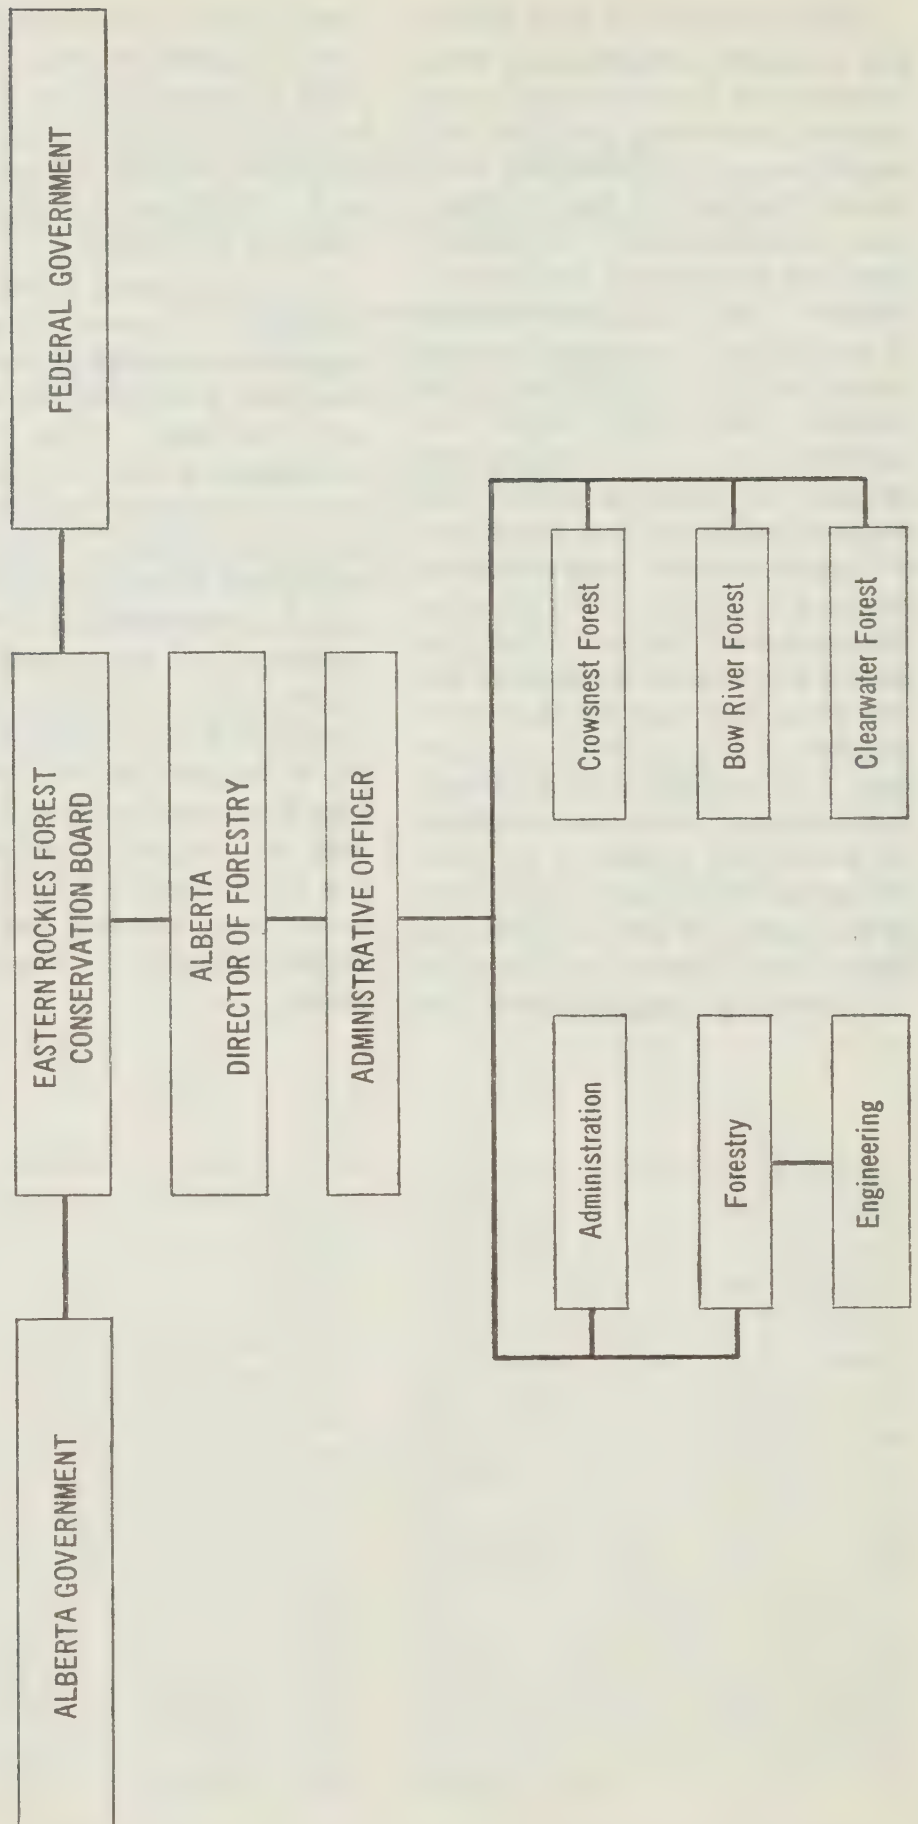 ALBERTA GOVERNMENT
EASTERN ROCKIES FOREST
CONSERVATION BOARD
FEDERAL GOVERNMENT
ALBERTA
DIRECTOR OF FORESTRY
ADMINISTRATIVE OFFICER
Administration
Crowsnest Forest
Forestry
Bow River Forest
Engineering
Clearwater Forest